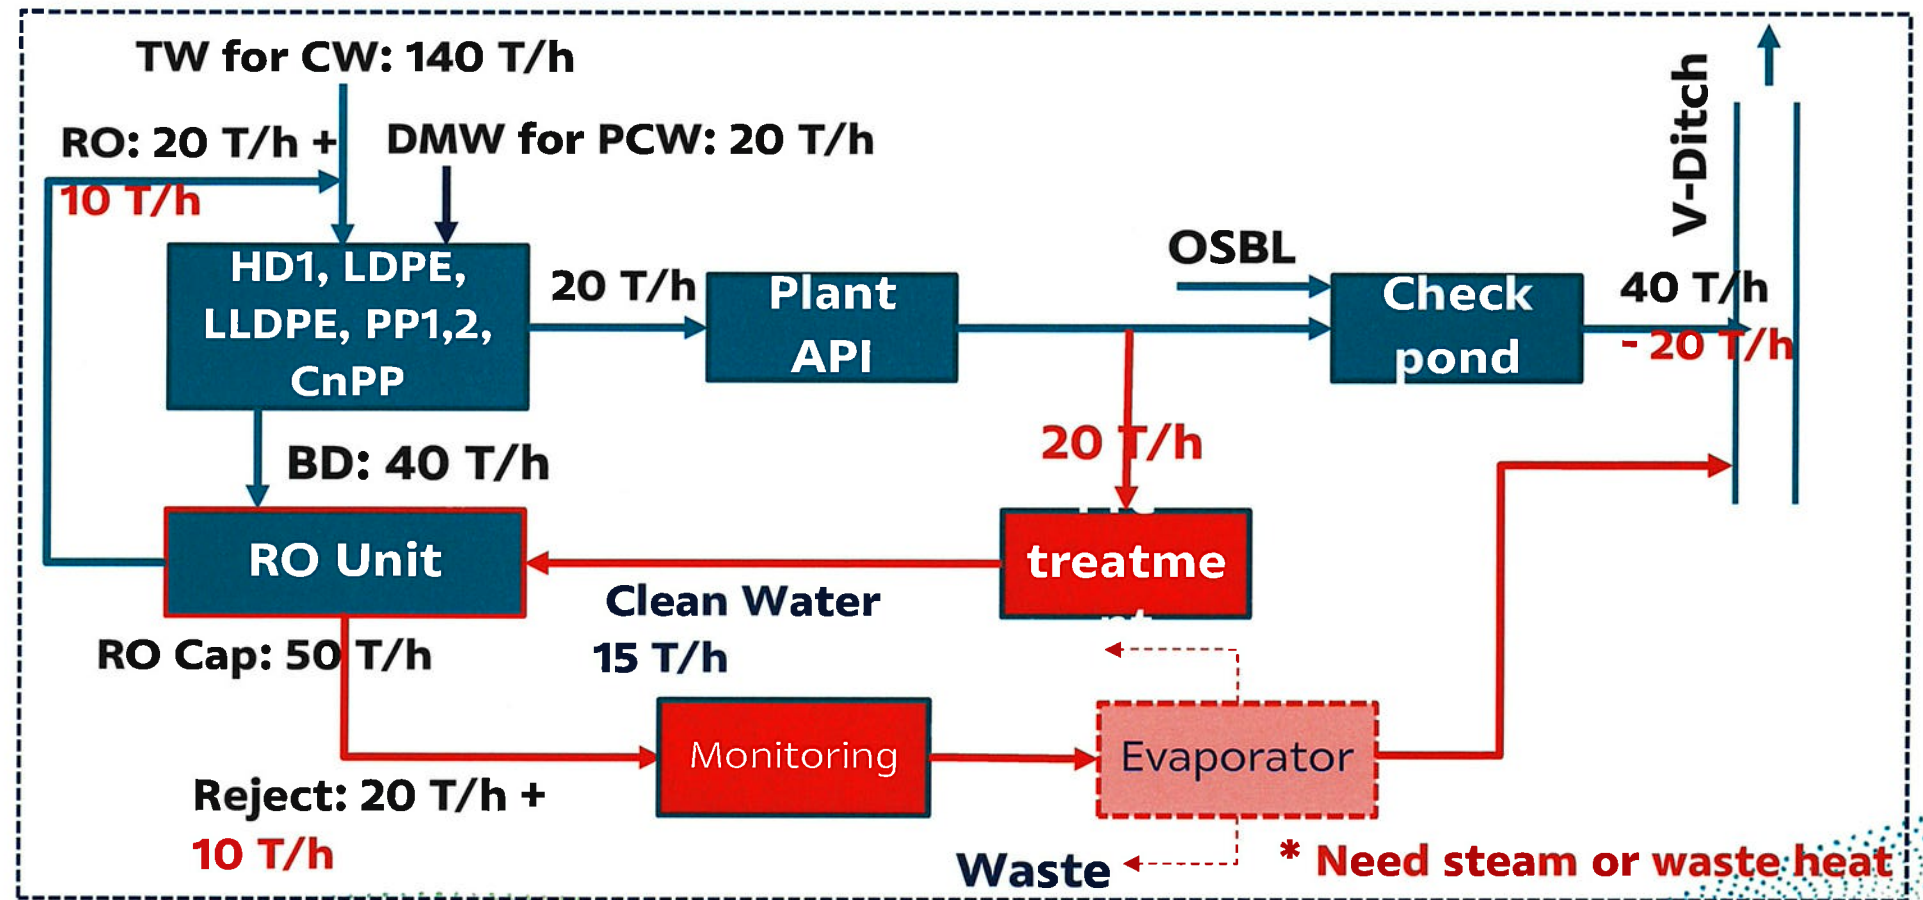 TW for CW: 140 T/h
RO: 20 T/h +
10 T/h
DMW for PCW: 20 T/h
V-Ditch
HD1, LDPE,
LLDPE, PP1,2,
CnPP
20 T/h
Plant
API
OSBL
Check
pond
40 T/h
- 20 T/h
BD: 40 T/h
20 T/h
RO Unit
treatme
nt
Clean Water
15 T/h
RO Cap: 50 T/h
Monitoring
Evaporator
Reject: 20 T/h +
10 T/h
Waste
* Need steam or waste heat